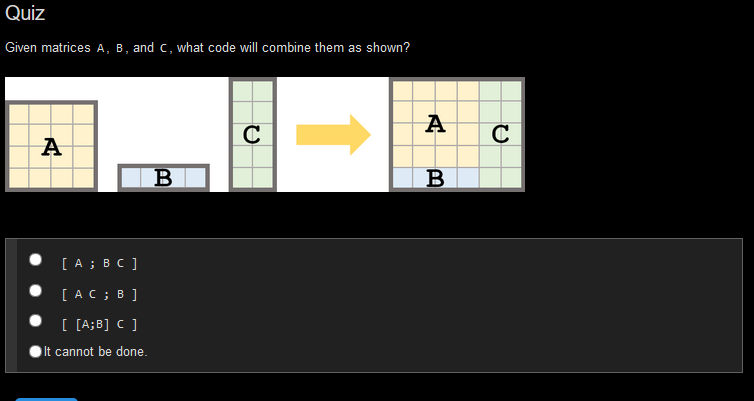 Quiz
Given matrices A, B, and C, what code will combine them as shown?
A B C A C B
[ A ; B C ]
[ A C ; B ]
[ [A;B] C ]
It cannot be done.